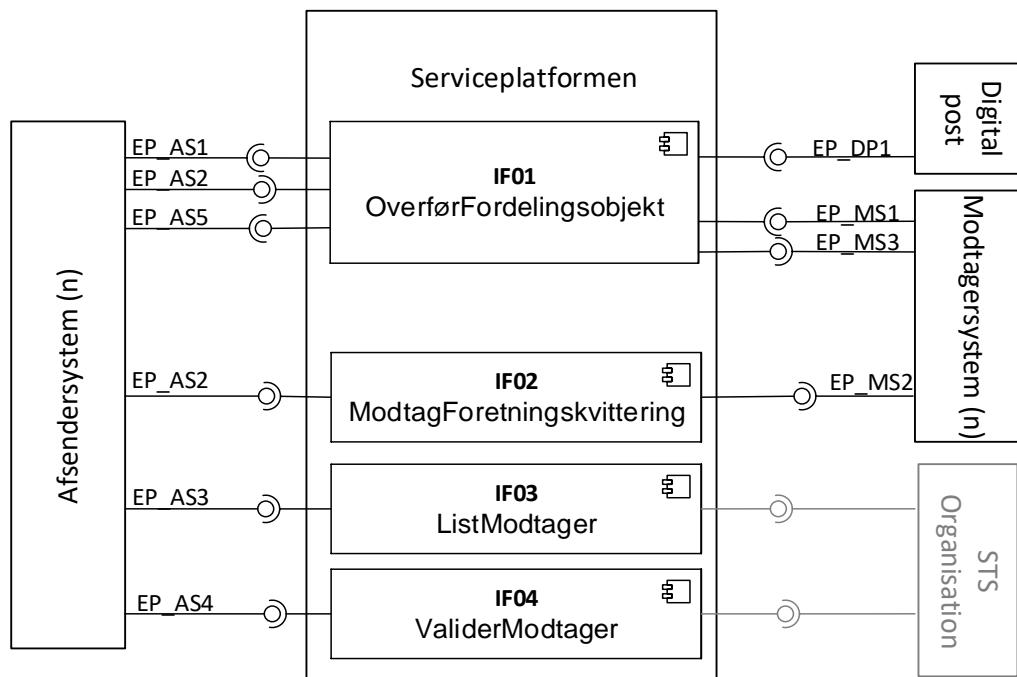 Serviceplatformen
Afsendersystem (n)
EP_AS1
EP_AS2
EP_AS5
IF01
OverførFordelingsobjekt
EP_DP1
Digital
post
EP_MS1
EP_MS3
Modtagersystem (n)
EP_AS2
IF02
ModtagForetningskvittering
EP_MS2
EP_AS3
IF03
ListModtager
STS
Organisation
EP_AS4
IF04
ValiderModtager